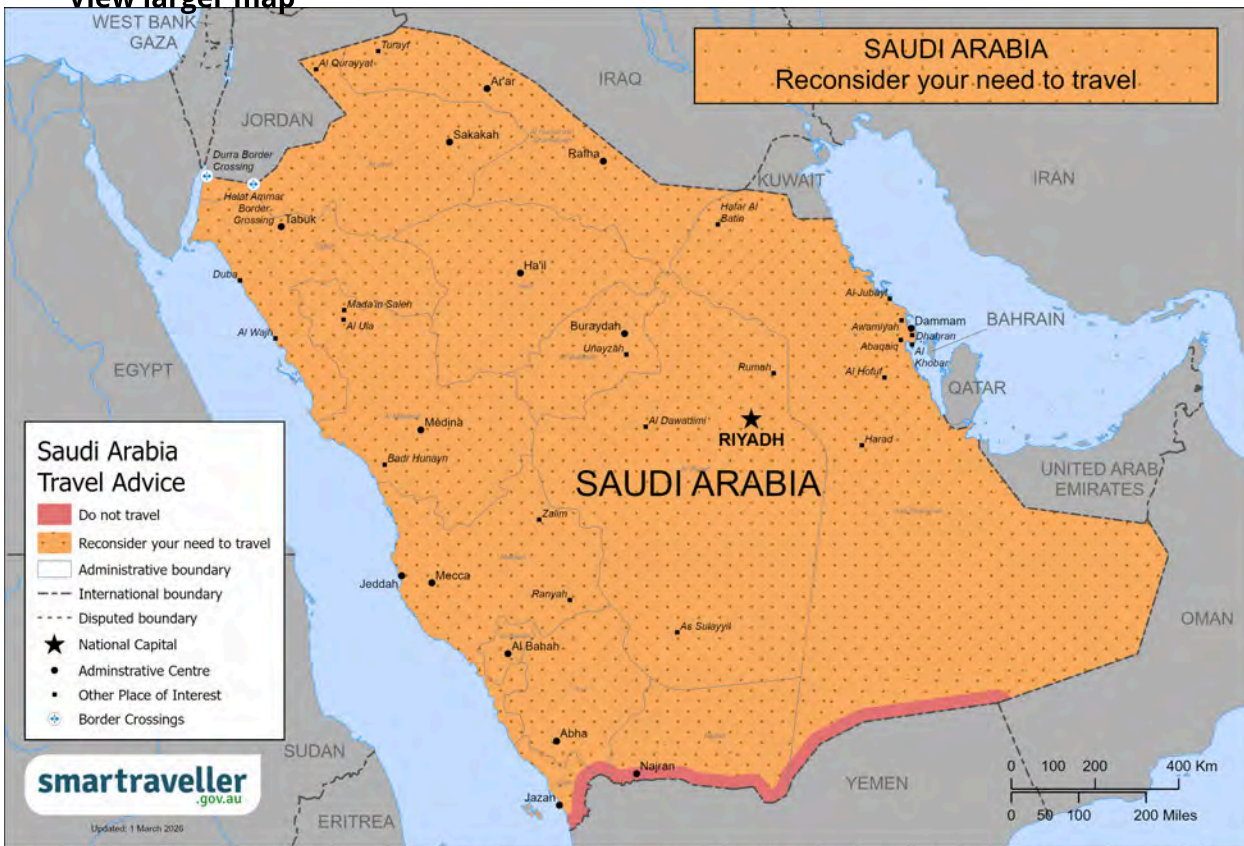 View larger map
WEST BANK
GAZA
JORDAN
IRAQ
KUWAIT
IRAN
BAHRAIN
QATAR
UNITED ARAB
EMIRATES
OMAN
YEMEN
ERITREA
SUDAN
EGYPT
SAUDI ARABIA
Reconsider your need to travel
Turayf
Al Qurayyat
Ar'ar
Sakakah
Rafha
Durra Border
Crossing
Halat Ammar
Border
Crossing
Tabuk
Hafar Al
Batin
Duba
Ha'il
Mada'in Saleh
Al Ula
Al Wajh
Buraydah
Unayzah
Al-Jubayl
Awamiyah
Dammam
Dhahran
Abaqaiq
Al
Khobar
Rumah
Al Hofuf
Al Dawadimi
RIYADH
Harad
Medina
Badr Hunayn
SAUDI ARABIA
Zalim
Jeddah
Mecca
Ranyah
As Sulayyil
Al Bahah
Abha
Najran
Jazan
Saudi Arabia
Travel Advice
Do not travel
Reconsider your need to travel
Administrative boundary
International boundary
Disputed boundary
National Capital
Adminstrative Centre
Other Place of Interest
Border Crossings
smartraveller
.gov.au
Updated: 1 March 2026
0 100 200 400 Km
0 50 100 200 Miles